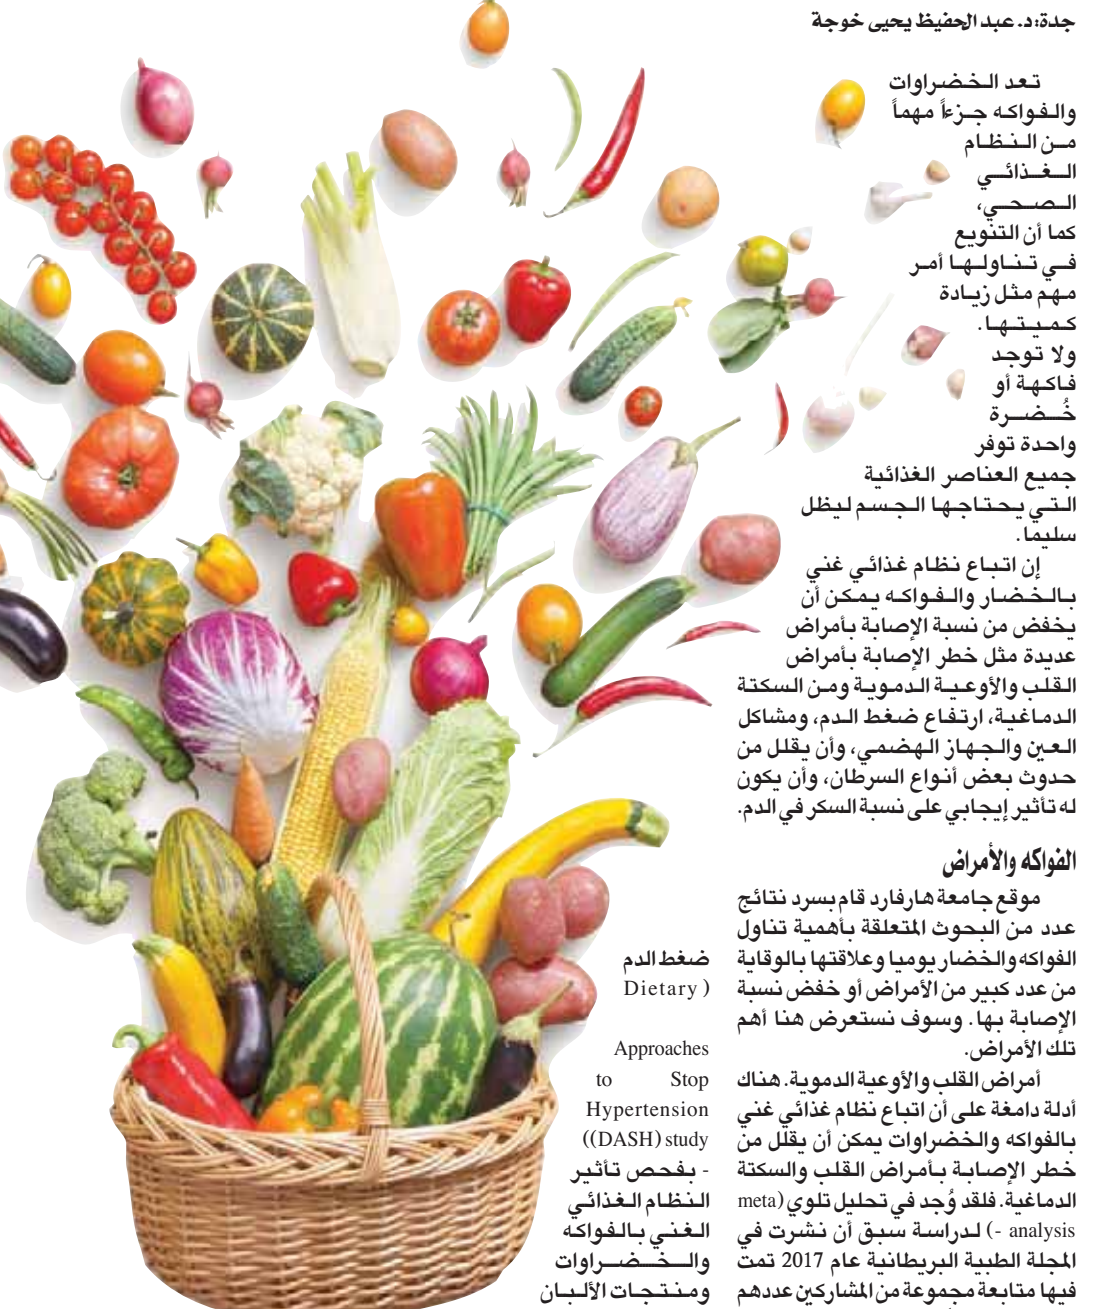 جدة: د. عبد الحفيظ يحيى خوجة
تعد الخضراوات
والفواكه جزءاً مهماً
من النظام
الغذائي
الصحي،
كما أن التنويع
في تناولها أمر
مهم مثل زيادة
كميتها.
ولا توجد
فاكهة أو
خُضرة
واحدة توفر
جميع العناصر الغذائية
التي يحتاجها الجسم ليظل
سليما.
إن اتباع نظام غذائي غني
بالخضار والفواكه يمكن أن
يخفض من نسبة الإصابة بأمراض
عديدة مثل خطر الإصابة بأمراض
القلب والأوعية الدموية ومن السكتة
الدماغية، ارتفاع ضغط الدم، ومشاكل
العين والجهاز الهضمي، وأن يقلل من
حدوث بعض أنواع السرطان، وأن يكون
له تأثير إيجابي على نسبة السكر في الدم.
الفواكه والأمراض
موقع جامعة هارفارد قام بسرد نتائج
عدد من البحوث المتعلقة بأهمية تناول
الفواكه والخضار يوميا وعلاقتها بالوقاية
من عدد كبير من الأمراض أو خفض نسبة
الإصابة بها. وسوف نستعرض هنا أهم
تلك الأمراض.
أمراض القلب والأوعية الدموية. هناك
أدلة دامغة على أن اتباع نظام غذائي غني
بالفواكه والخضراوات يمكن أن يقلل من
خطر الإصابة بأمراض القلب والسكتة
الدماغية. فلقد وُجد في تحليل تلوي (meta
analysis -) لدراسة سبق أن نشرت في
المجلة الطبية البريطانية عام 2017 تمت
فيها متابعة مجموعة من المشاركين عددهم
ضغط الدم
(Dietary
Approaches
to Stop
Hypertension
((DASH) study
- بفحص تأثير
النظام الغذائي
الغني بالفواكه
والخضراوات
ومنتجات الألبان